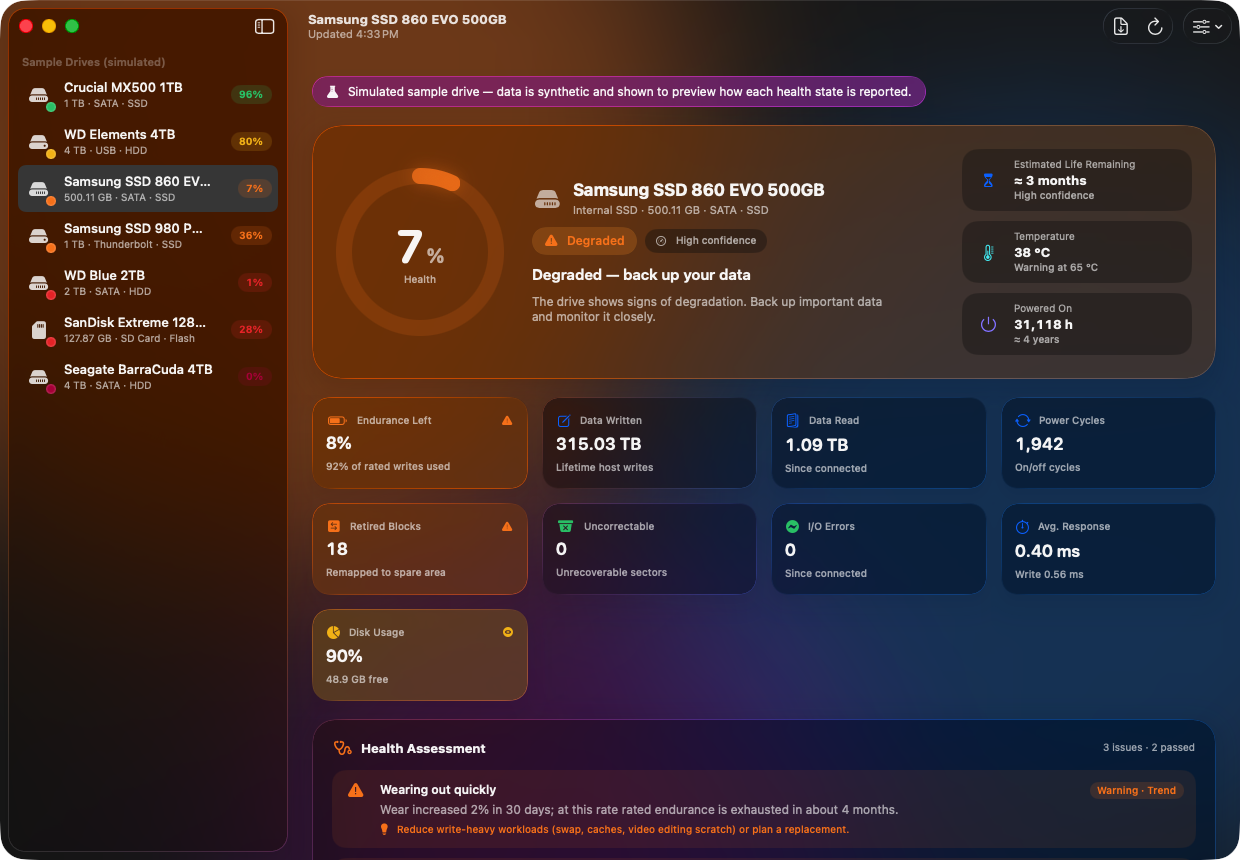 Samsung SSD 860 EVO 500GB
Updated 4:33 PM
Sample Drives (simulated)
Crucial MX500 1TB
1 TB · SATA · SSD
96%
WD Elements 4TB
4 TB · USB · HDD
80%
Samsung SSD 860 EV...
500.11 GB · SATA · SSD
7%
Samsung SSD 980 P...
1 TB · Thunderbolt · SSD
36%
WD Blue 2TB
2 TB · SATA · HDD
1%
SanDisk Extreme 128...
127.87 GB · SD Card · Flash
28%
Seagate BarraCuda 4TB
4 TB · SATA · HDD
0%
Simulated sample drive — data is synthetic and shown to preview how each health state is reported.
7 %
Health
Samsung SSD 860 EVO 500GB
Internal SSD · 500.11 GB · SATA · SSD
Degraded
High confidence
Degraded — back up your data
The drive shows signs of degradation. Back up important data
and monitor it closely.
Estimated Life Remaining
≈ 3 months
High confidence
Temperature
38 °C
Warning at 65 °C
Powered On
31,118 h
≈ 4 years
Endurance Left
8%
92% of rated writes used
Data Written
315.03 TB
Lifetime host writes
Data Read
1.09 TB
Since connected
Power Cycles
1,942
On/off cycles
Retired Blocks
18
Remapped to spare area
Uncorrectable
0
Unrecoverable sectors
I/O Errors
0
Since connected
Avg. Response
0.40 ms
Write 0.56 ms
Disk Usage
90%
48.9 GB free
Health Assessment
3 issues · 2 passed
Wearing out quickly
Warning · Trend
Wear increased 2% in 30 days; at this rate rated endurance is exhausted in about 4 months.
Reduce write-heavy workloads (swap, caches, video editing scratch) or plan a replacement.